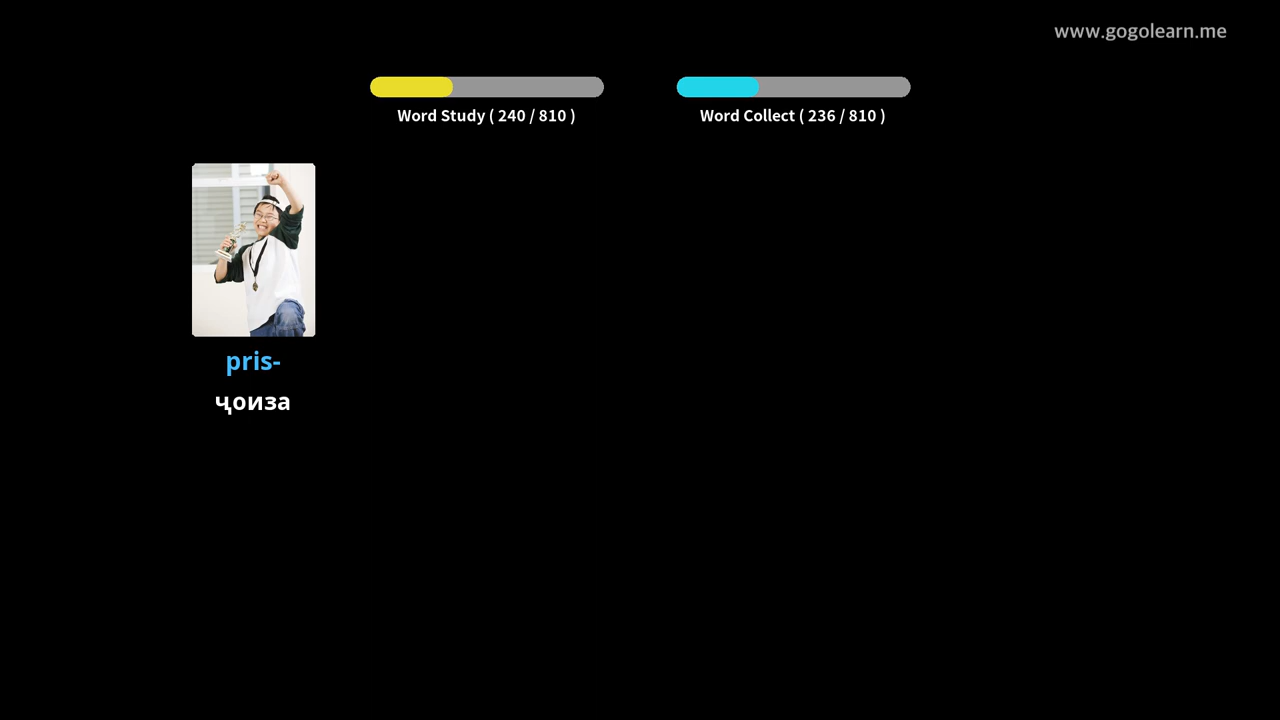 www.gogolearn.me
Word Study ( 240 / 810 )
Word Collect ( 236 / 810 )
pris-
ҷоиза